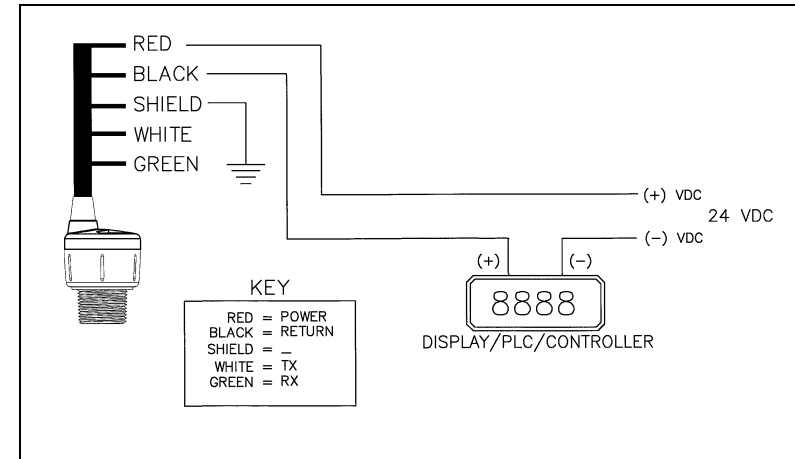 RED
BLACK
SHIELD
WHITE
GREEN
(+) VDC
24 VDC
(−) VDC
(+) (−)
8888
DISPLAY/PLC/CONTROLLER
KEY
RED = POWER
BLACK = RETURN
SHIELD = _
WHITE = TX
GREEN = RX